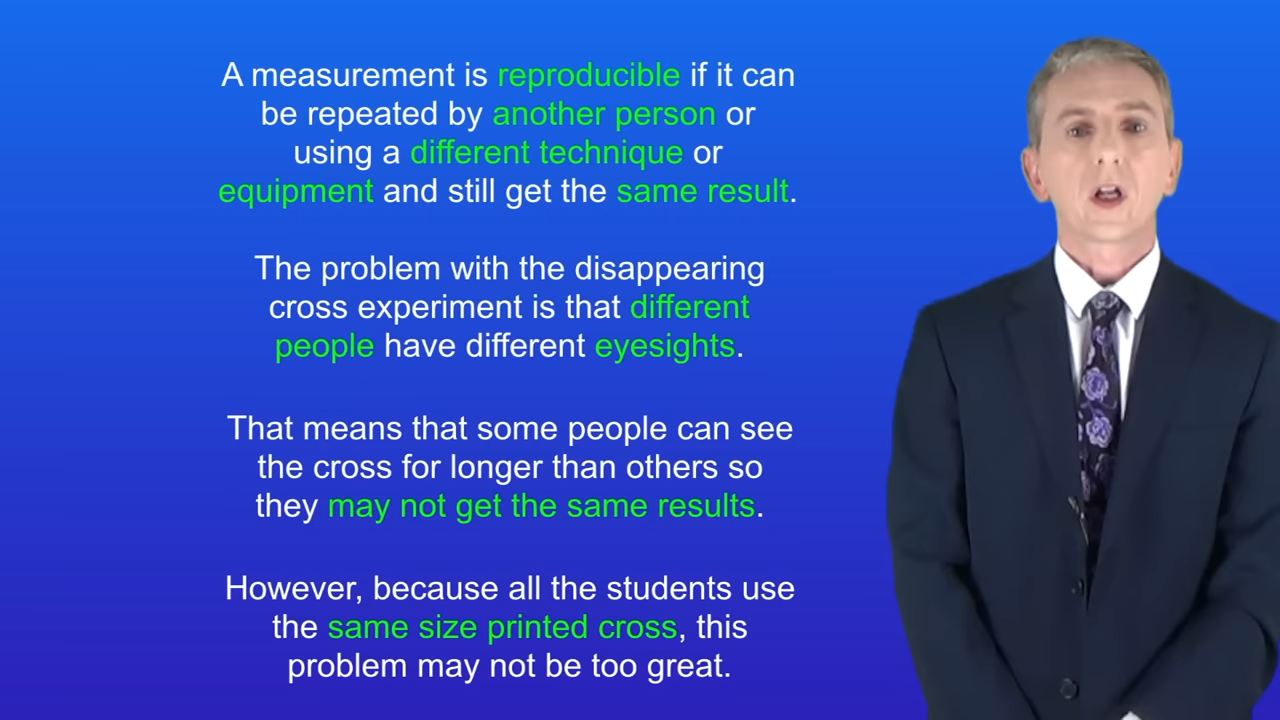 A measurement is reproducible if it can
be repeated by another person or
using a different technique or
equipment and still get the same result.
The problem with the disappearing
cross experiment is that different
people have different eyesights.
That means that some people can see
the cross for longer than others so
they may not get the same results.
However, because all the students use
the same size printed cross, this
problem may not be too great.